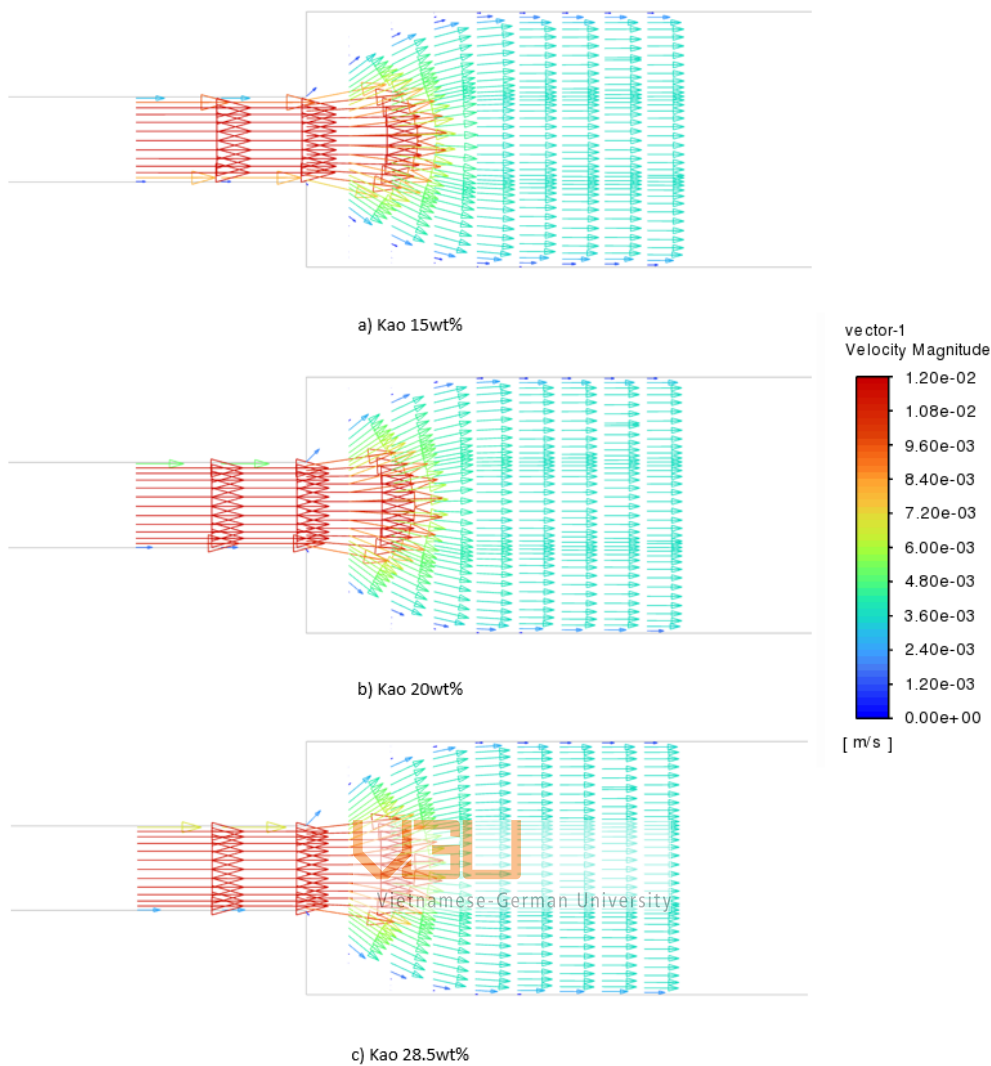 a) Kao 15wt%
vector-1
Velocity Magnitude
1.20e-02
1.08e-02
9.60e-03
8.40e-03
7.20e-03
6.00e-03
4.80e-03
3.60e-03
2.40e-03
1.20e-03
0.00e+00
[ m/s ]
b) Kao 20wt%
VGU
Vietnamese-German University
c) Kao 28.5wt%